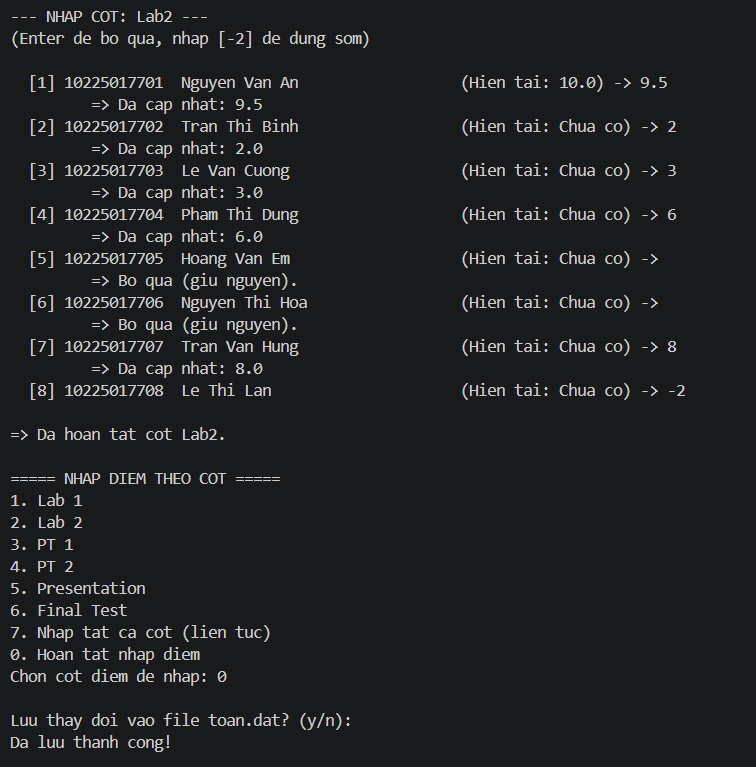 --- NHAP COT: Lab2 ---
(Enter de bo qua, nhap [-2] de dung som)

  [1] 10225017701  Nguyen Van An                  (Hien tai: 10.0) -> 9.5
         => Da cap nhat: 9.5
  [2] 10225017702  Tran Thi Binh                  (Hien tai: Chua co) -> 2
         => Da cap nhat: 2.0
  [3] 10225017703  Le Van Cuong                   (Hien tai: Chua co) -> 3
         => Da cap nhat: 3.0
  [4] 10225017704  Pham Thi Dung                  (Hien tai: Chua co) -> 6
         => Da cap nhat: 6.0
  [5] 10225017705  Hoang Van Em                   (Hien tai: Chua co) ->
         => Bo qua (giu nguyen).
  [6] 10225017706  Nguyen Thi Hoa                 (Hien tai: Chua co) ->
         => Bo qua (giu nguyen).
  [7] 10225017707  Tran Van Hung                  (Hien tai: Chua co) -> 8
         => Da cap nhat: 8.0
  [8] 10225017708  Le Thi Lan                     (Hien tai: Chua co) -> -2

=> Da hoan tat cot Lab2.

===== NHAP DIEM THEO COT =====
1. Lab 1
2. Lab 2
3. PT 1
4. PT 2
5. Presentation
6. Final Test
7. Nhap tat ca cot (lien tuc)
0. Hoan tat nhap diem
Chon cot diem de nhap: 0

Luu thay doi vao file toan.dat? (y/n):
Da luu thanh cong!